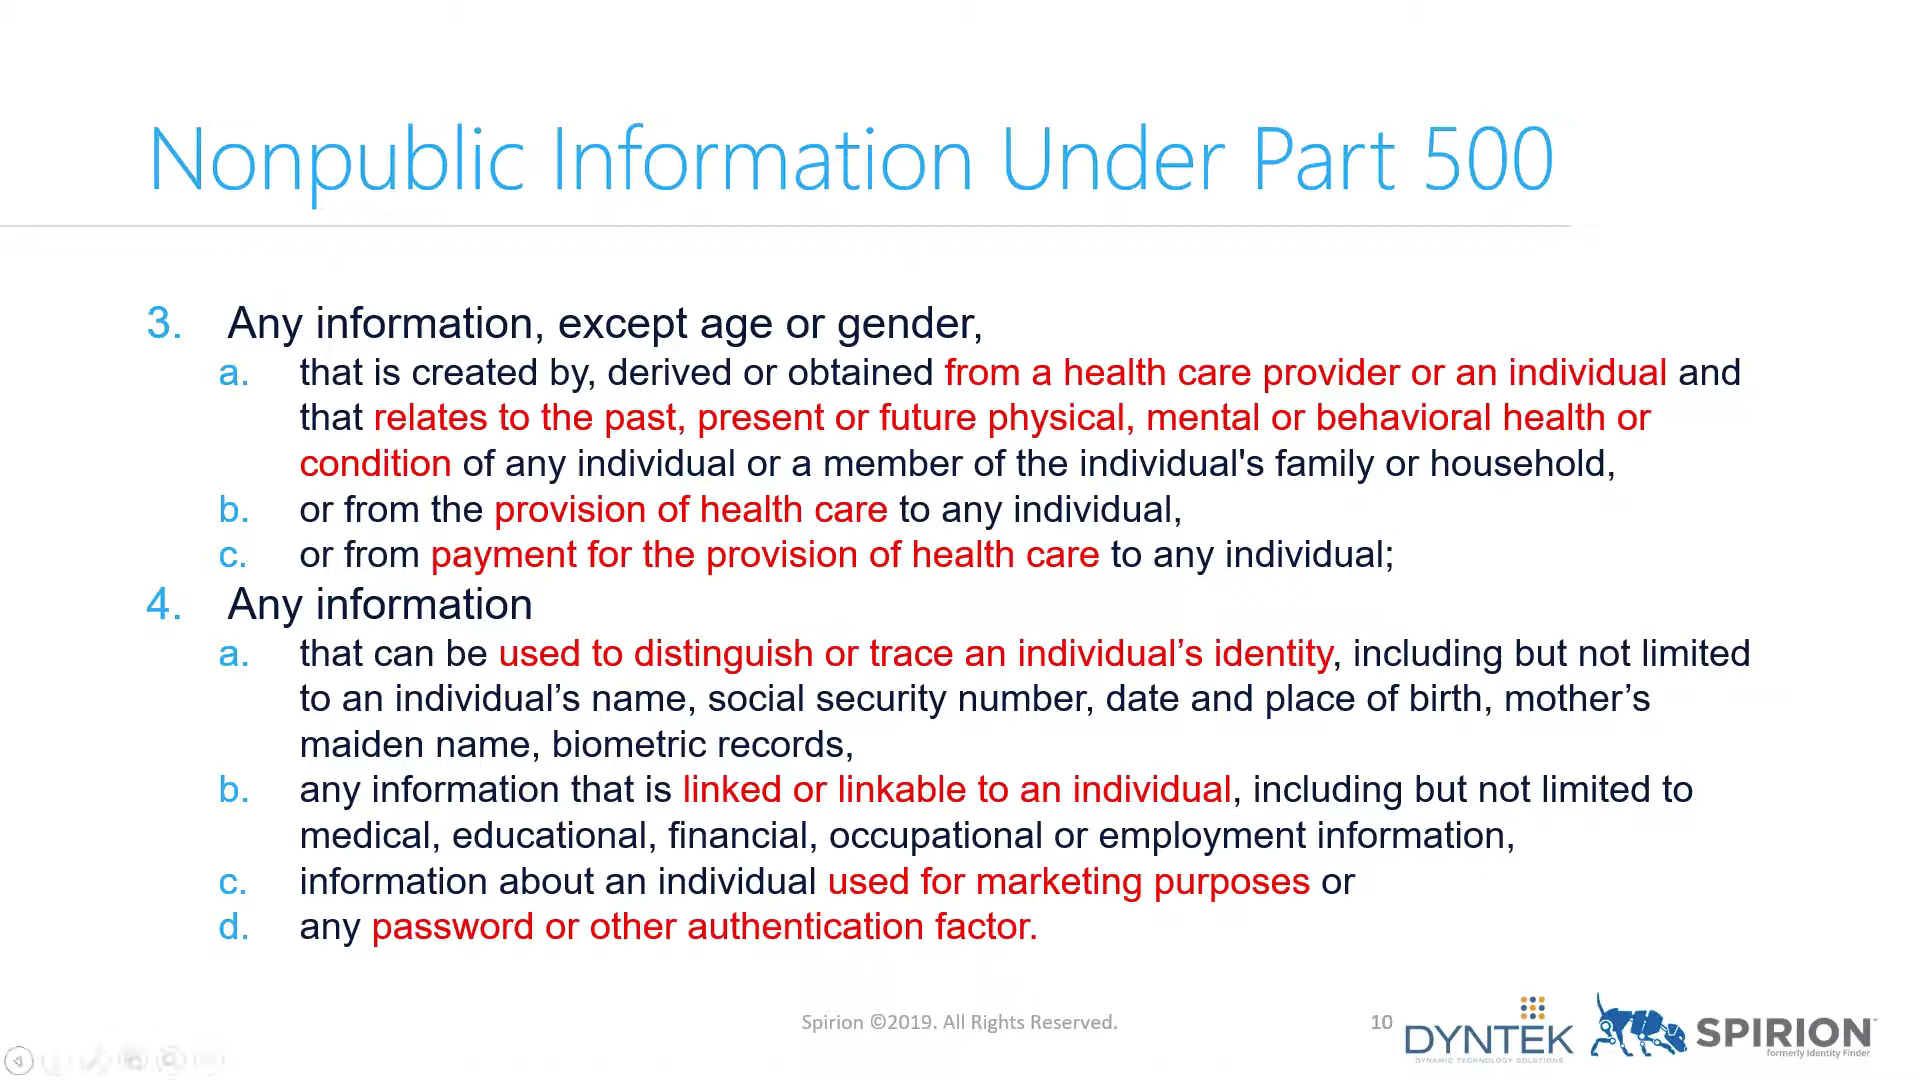 Nonpublic Information Under Part 500
3. Any information, except age or gender,
a. that is created by, derived or obtained from a health care provider or an individual and
that relates to the past, present or future physical, mental or behavioral health or
condition of any individual or a member of the individual's family or household,
b. or from the provision of health care to any individual,
c. or from payment for the provision of health care to any individual;
4. Any information
a. that can be used to distinguish or trace an individual’s identity, including but not limited
to an individual’s name, social security number, date and place of birth, mother’s
maiden name, biometric records,
b. any information that is linked or linkable to an individual, including but not limited to
medical, educational, financial, occupational or employment information,
c. information about an individual used for marketing purposes or
d. any password or other authentication factor.
Spirion ©2019. All Rights Reserved.
10
DYNTEK
DYNAMIC TECHNOLOGY SOLUTIONS
SPIRION™
formerly Identity Finder